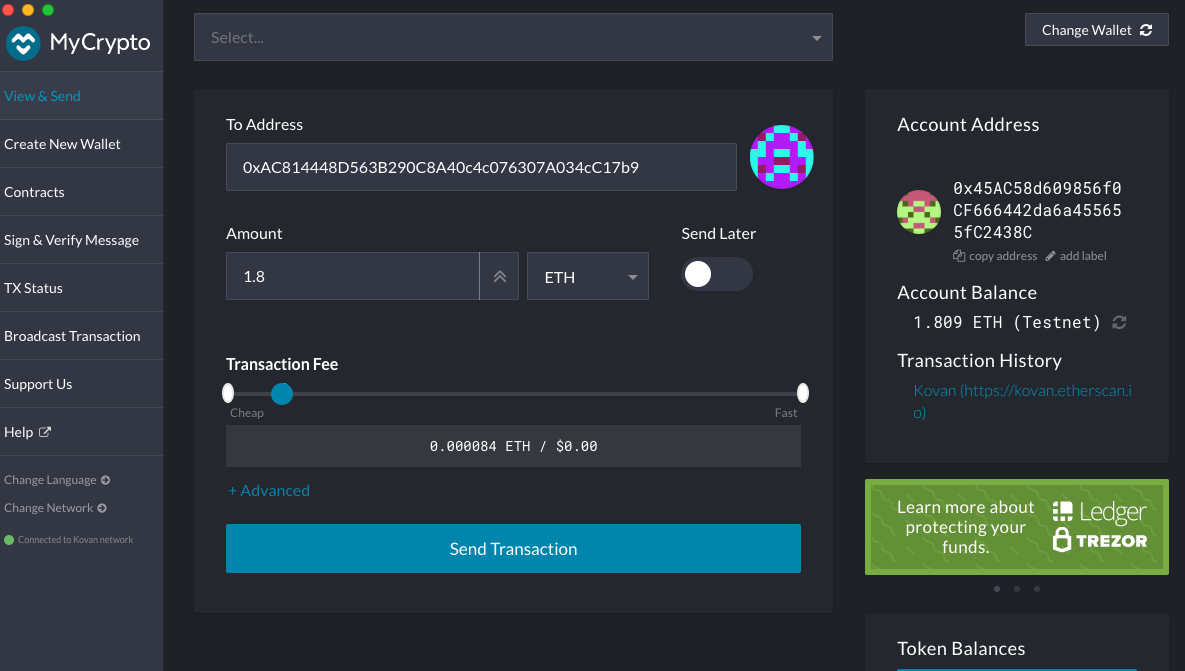 MyCrypto
View & Send
Create New Wallet
Contracts
Sign & Verify Message
TX Status
Broadcast Transaction
Support Us
Help
Change Language
Change Network
Connected to Kovan network
Select...
Change Wallet
To Address
0xAC814448D563B290C8A40c4c076307A034cC17b9
Amount
Send Later
1.8
ETH
Transaction Fee
Cheap
Fast
0.000084 ETH / $0.00
+ Advanced
Send Transaction
Account Address
0x45AC58d609856f0
CF666442da6a45565
5fC2438C
copy address
add label
Account Balance
1.809 ETH (Testnet)
Transaction History
Kovan (https://kovan.etherscan.i
o)
Learn more about
protecting your
funds.
Ledger
TREZOR
Token Balances